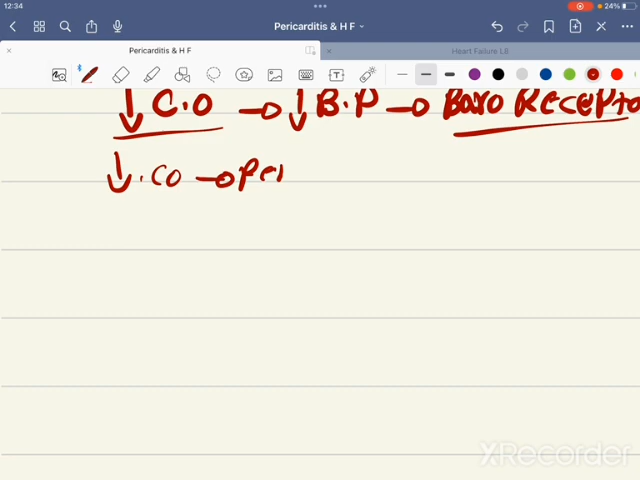 12:34
24%
Pericarditis & H F
Pericarditis & H F
Heart Failure L8
↓ C.O → ↓ B.P → Baro Recepto
↓ .CO →
XRecorder